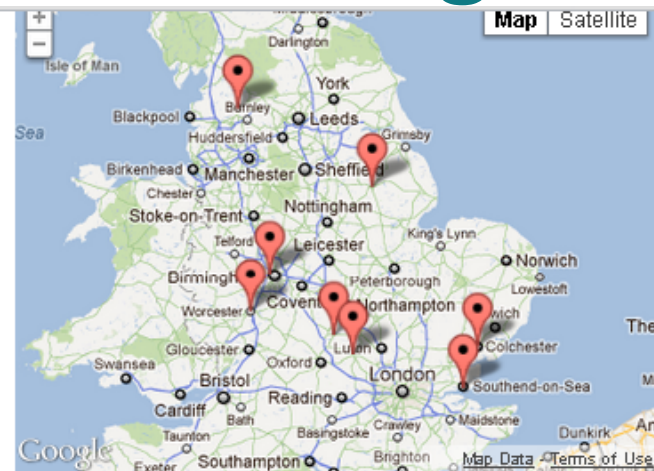 +
Map Satellite
−
Darlington
Isle of Man
York
Burnley
Blackpool
Leeds
Sea
Huddersfield
Grimsby
Birkenhead
Manchester
Sheffield
Chester
Stoke-on-Trent
Nottingham
Telford
Leicester
King's Lynn
Norwich
Birmingh
Peterborough
Lowestoft
Covent
Northampton
Worcester
wich
The
Gloucester
Luton
Colchester
Oxford
Swansea
London
Bristol
Southend-on-Sea
Cardiff
Reading
Bath
Maidstone
Taunton
Basingstoke
Crawley
Dunkirk
Google
Southampton
Brighton
Exeter
Map Data - Terms of Use